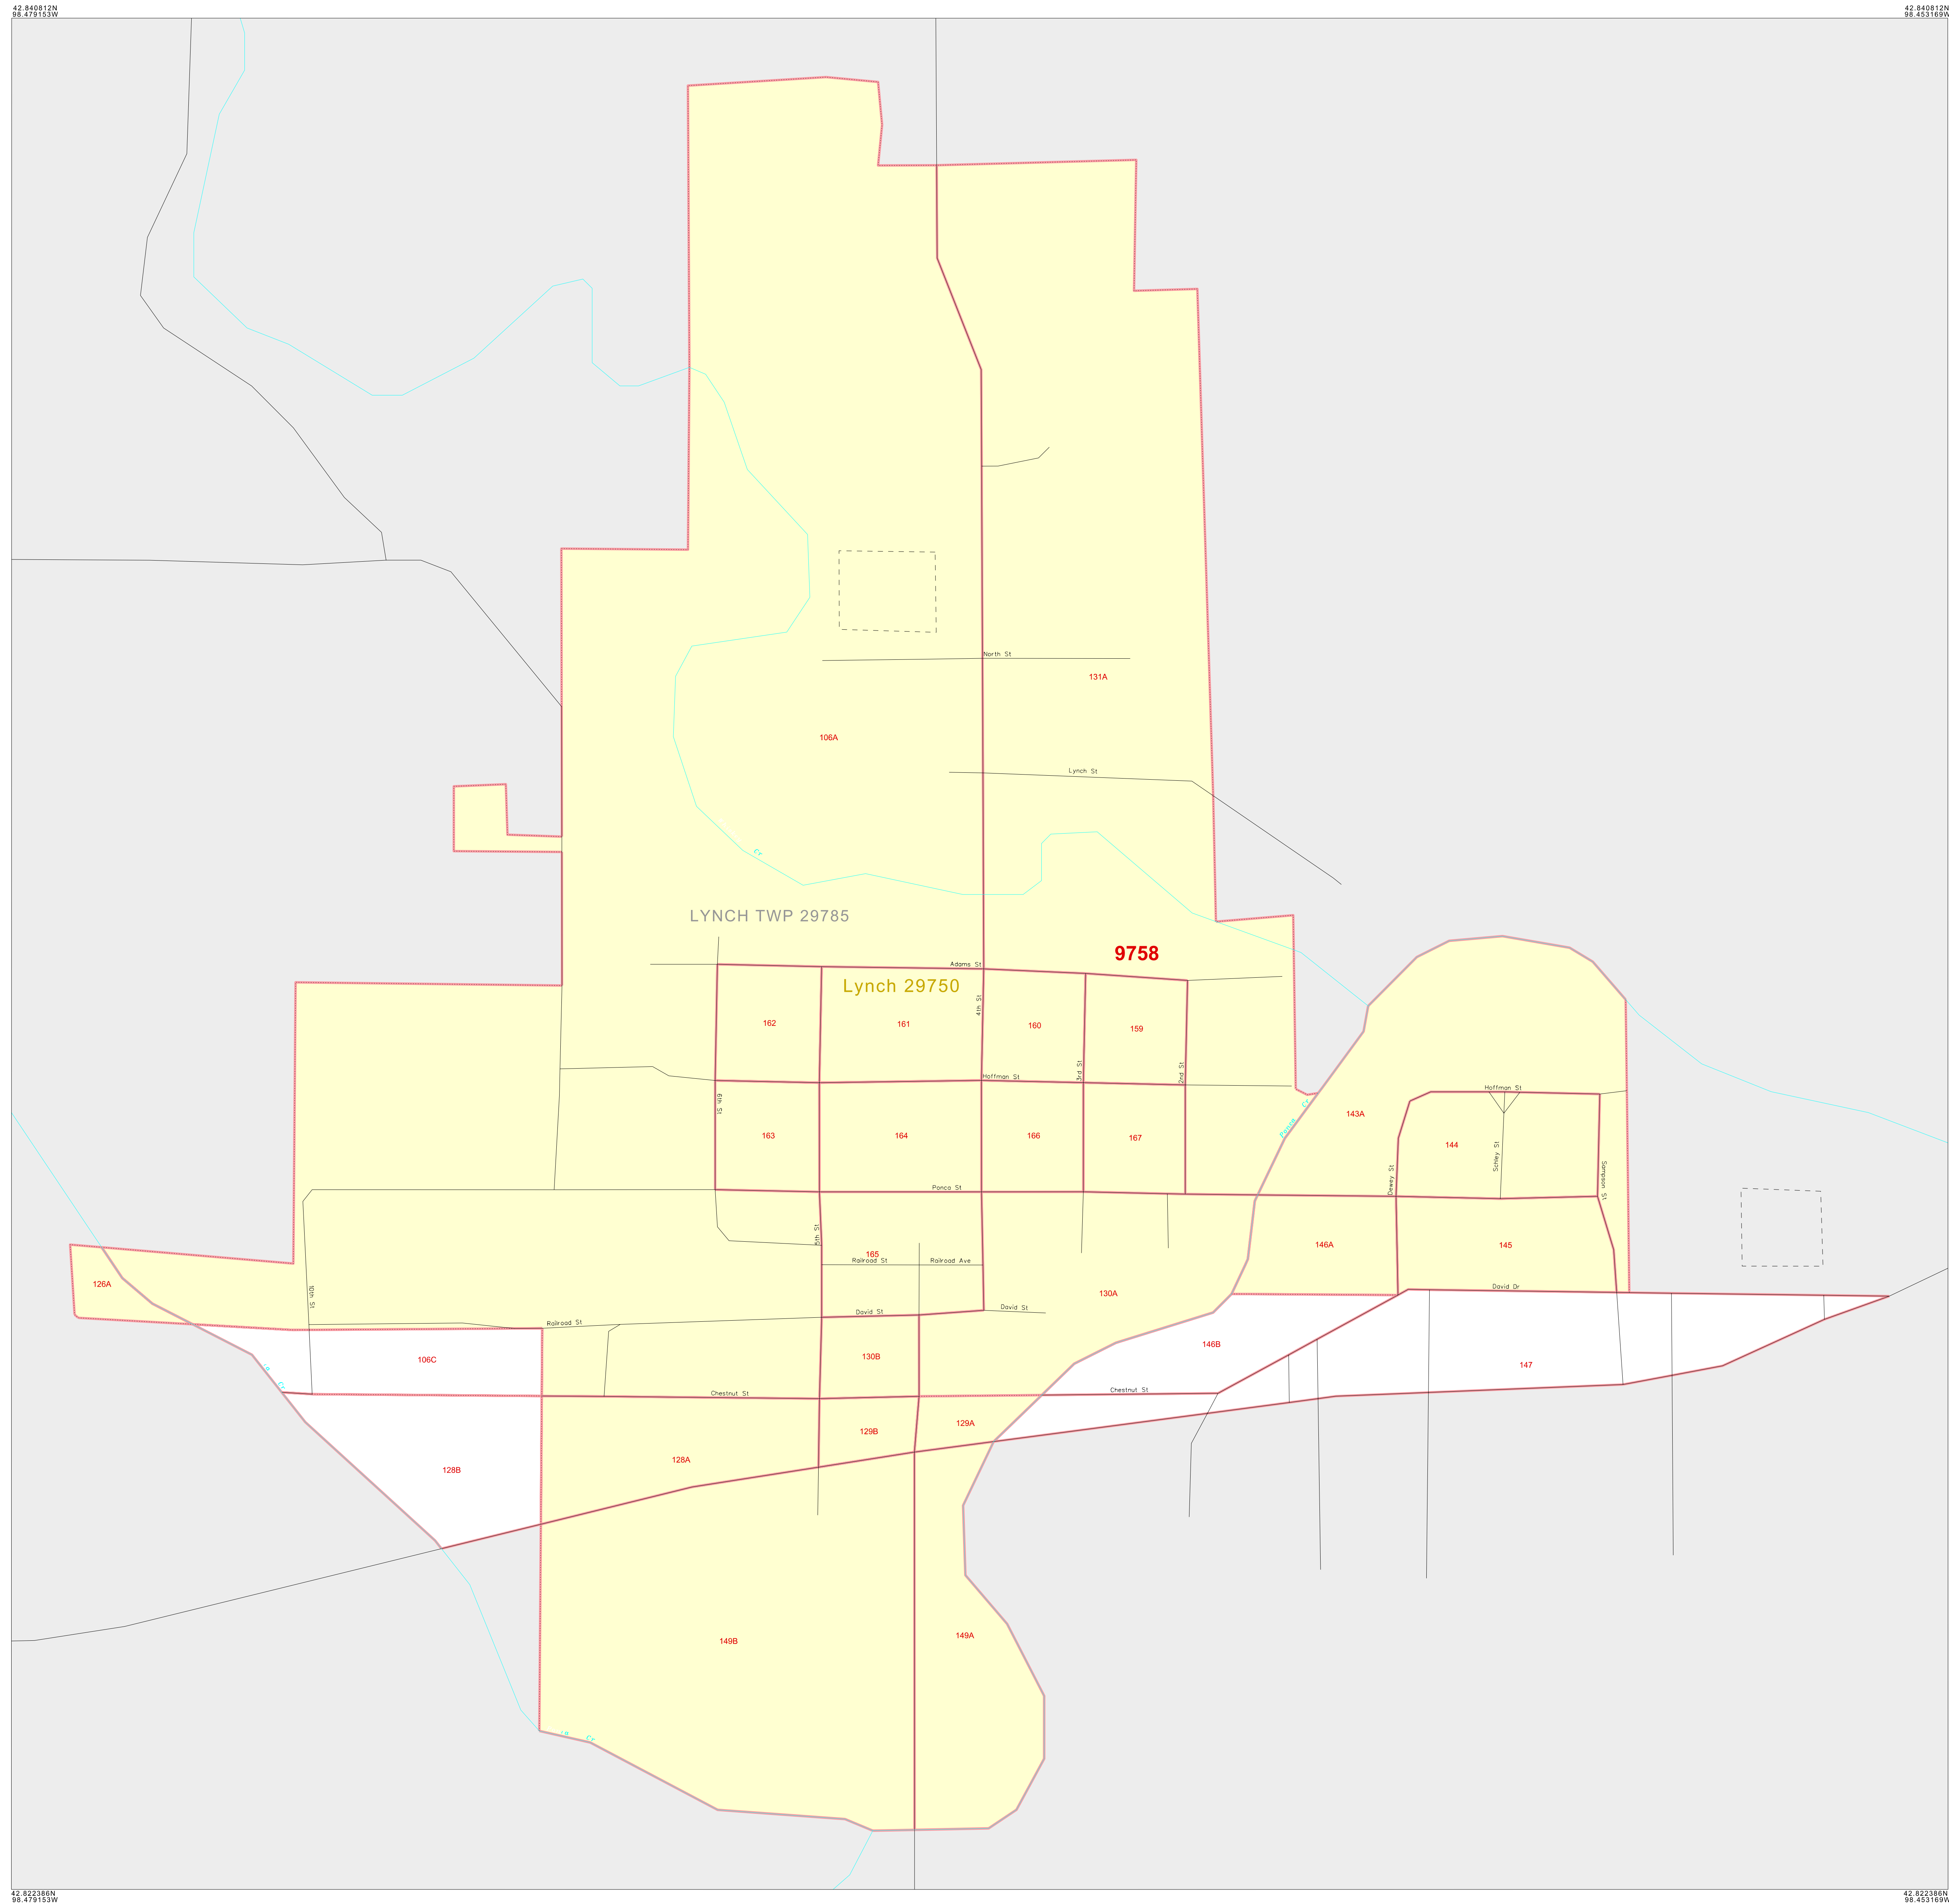 42.840812N
98.479153W
42.840812N
98.453169W
North St
131A
106A
Lynch St
Cr
LYNCH TWP 29785
9758
Adams St
Lynch 29750
4th St
162
161
160
159
3rd St
2nd St
Hoffman St
6th St
Ponca Cr
Hoffman St
143A
163
164
166
167
144
Schley St
Dewey St
Sampson St
Ponca St
5th St
165
146A
145
Railroad St
Railroad Ave
126A
10th St
130A
David Dr
David St
David St
Railroad St
146B
106C
130B
147
Cr
Chestnut St
Chestnut St
129A
129B
128A
128B
149B
149A
Cr
42.822386N
98.479153W
42.822386N
98.453169W